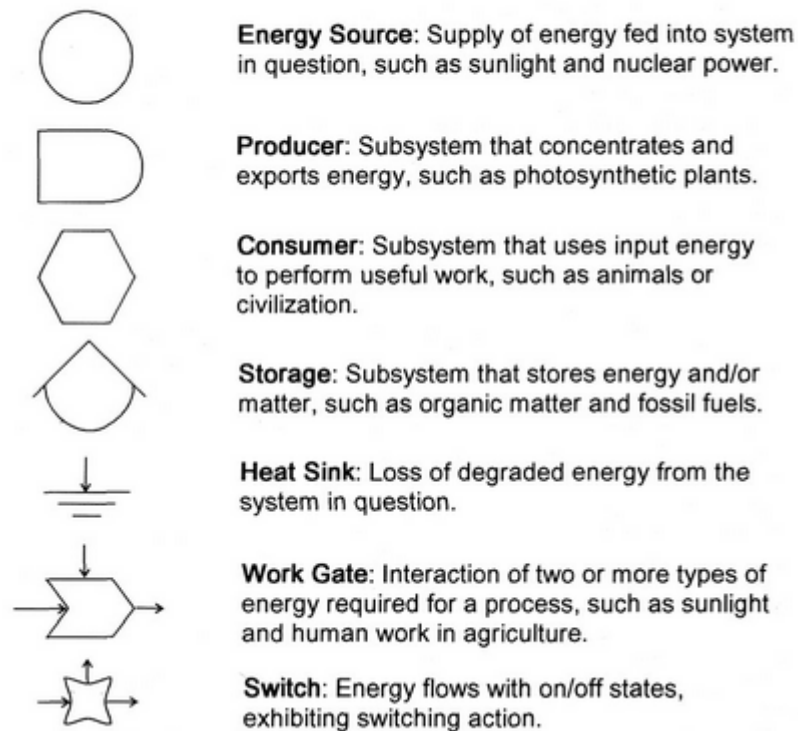 Energy Source: Supply of energy fed into system
in question, such as sunlight and nuclear power.
Producer: Subsystem that concentrates and
exports energy, such as photosynthetic plants.
Consumer: Subsystem that uses input energy
to perform useful work, such as animals or
civilization.
Storage: Subsystem that stores energy and/or
matter, such as organic matter and fossil fuels.
Heat Sink: Loss of degraded energy from the
system in question.
Work Gate: Interaction of two or more types of
energy required for a process, such as sunlight
and human work in agriculture.
Switch: Energy flows with on/off states,
exhibiting switching action.